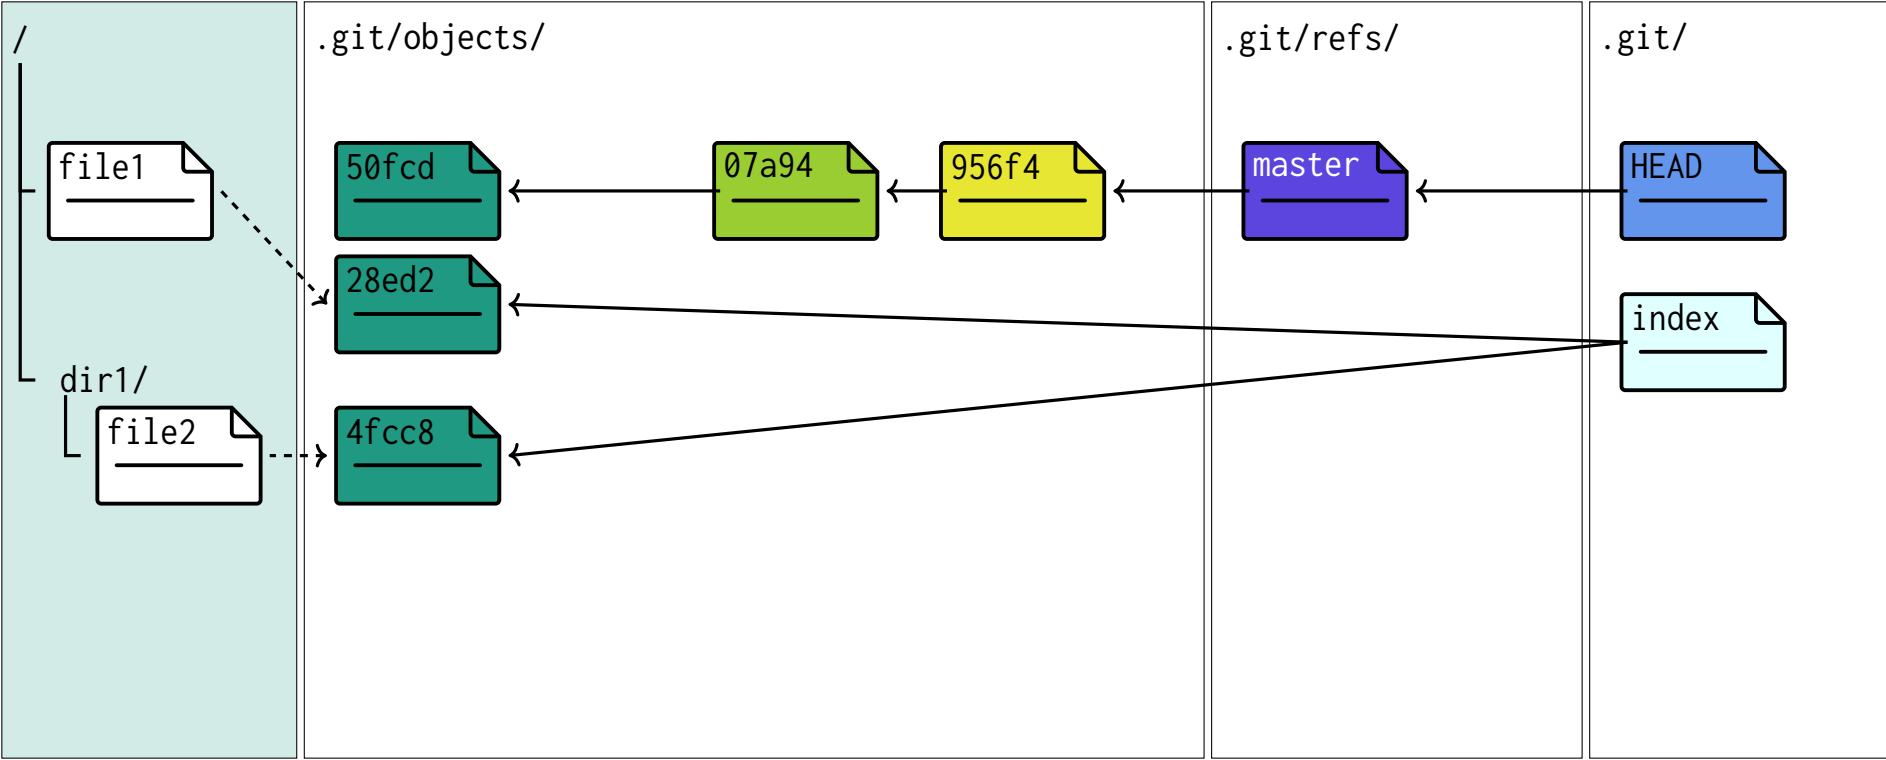 /
.git/objects/
.git/refs/
.git/
file1
50fcd
07a94
956f4
master
HEAD
28ed2
index
dir1/
file2
4fcc8